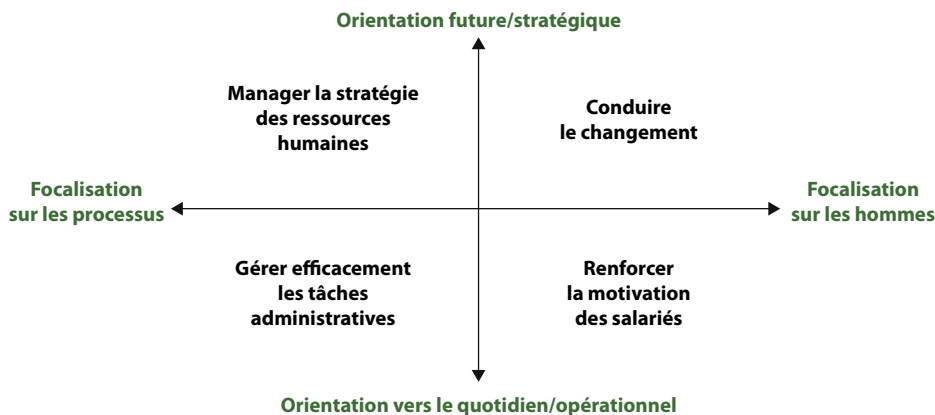 Orientation future/stratégique
Manager la stratégie
des ressources
humaines
Conduire
le changement
Focalisation
sur les processus
Focalisation
sur les hommes
Gérer efficacement
les tâches
administratives
Renforcer
la motivation
des salariés
Orientation vers le quotidien/opérationnel